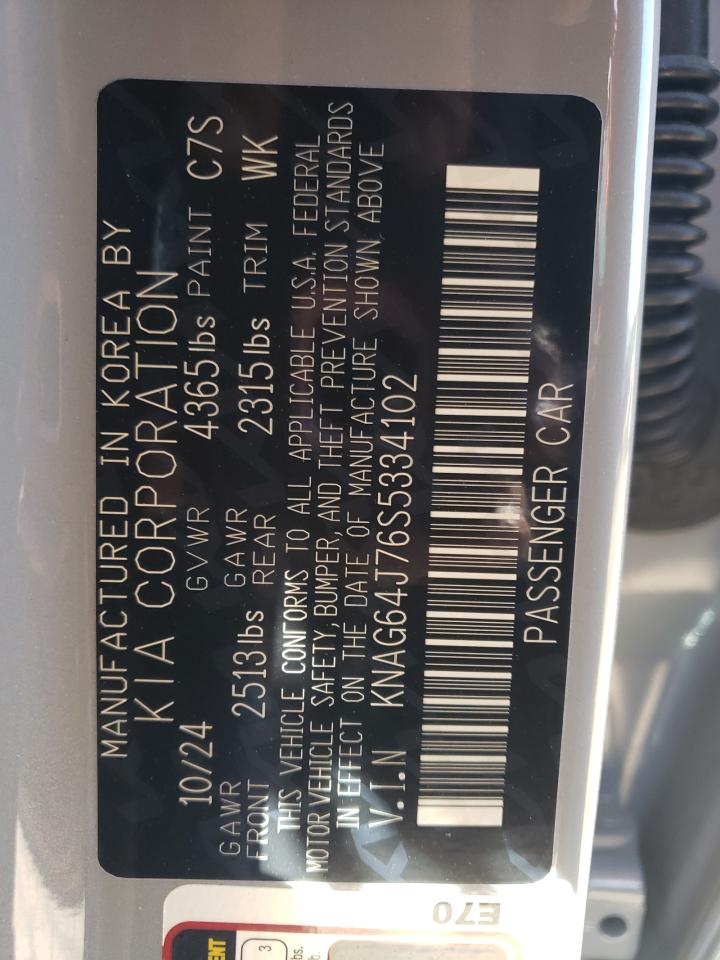 MANUFACTURED IN KOREA BY
KIA CORPORATION
10/24 GVWR 4365lbs PAINT C7S
GAWR FRONT 2513lbs GAWR REAR 2315lbs TRIM WK
THIS VEHICLE CONFORMS TO ALL APPLICABLE U.S.A. FEDERAL
MOTOR VEHICLE SAFETY, BUMPER, AND THEFT PREVENTION STANDARDS
IN EFFECT ON THE DATE OF MANUFACTURE SHOWN ABOVE
V.I.N KNAG64J76S5334102
PASSENGER CAR
E70
3